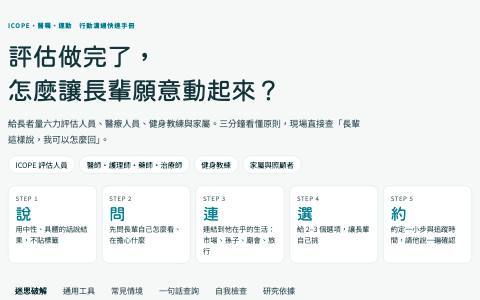 ICOPE・醫囑・運動　行動溝通快速手冊
評估做完了，
怎麼讓長輩願意動起來？
給長者量六力評估人員、醫療人員、健身教練與家屬。三分鐘看懂原則，現場直接查「長輩
這樣說，我可以怎麼回」。
ICOPE 評估人員
醫師・護理師・藥師・治療師
健身教練
家屬與照顧者
STEP 1
說
用中性、具體的話說結
果，不貼標籤
STEP 2
問
先問長輩自己怎麼看、
在擔心什麼
STEP 3
連
連結到他在乎的生活：
市場、孫子、廟會、旅
行
STEP 4
選
給 2–3 個選項，讓長輩
自己挑
STEP 5
約
約定一小步與追蹤時
間，請他說一遍確認
迷思破解
通用工具
常見情境
一句話查詢
自我檢查
研究依據